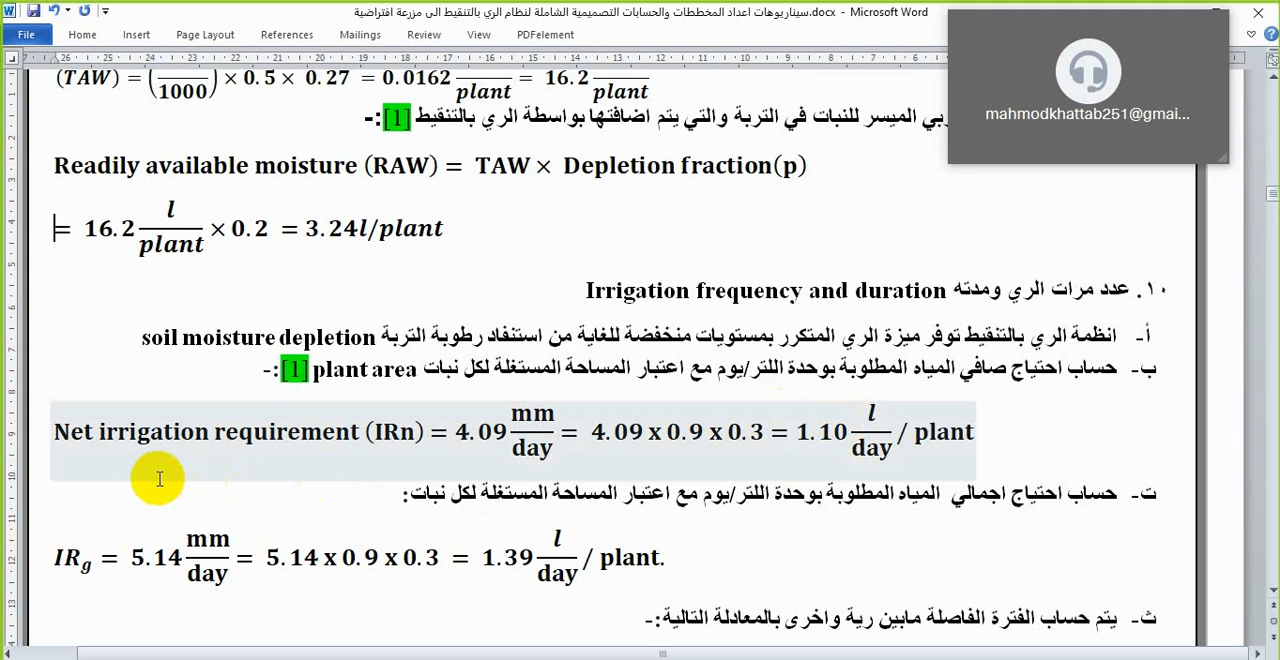 سيناريوهات اعداد المخططات والحسابات التصميمية الشاملة لنظام الري بالتنقيط الى مزرعة افتراضية.docx - Microsoft Word
File Home Insert Page Layout References Mailings Review View PDFelement
mahmodkhattab251@gmai...
(TAW) = (/1000) × 0.5 × 0.27 = 0.0162 /plant = 16.2 /plant
الميسر للنبات في التربة والتي يتم اضافتها بواسطة الري بالتنقيط [1]:-
Readily available moisture (RAW) = TAW × Depletion fraction(p)
= 16.2 l/plant × 0.2 = 3.24l/plant
١٠. عدد مرات الري ومدته Irrigation frequency and duration
أ- انظمة الري بالتنقيط توفر ميزة الري المتكرر بمستويات منخفضة للغاية من استنفاد رطوبة التربة soil moisture depletion
ب- حساب احتياج صافي المياه المطلوبة بوحدة اللتر/يوم مع اعتبار المساحة المستغلة لكل نبات plant area [1]:-
Net irrigation requirement (IRn) = 4.09 mm/day = 4.09 x 0.9 x 0.3 = 1.10 l/day / plant
ت- حساب احتياج اجمالي المياه المطلوبة بوحدة اللتر/يوم مع اعتبار المساحة المستغلة لكل نبات:
IRg = 5.14 mm/day = 5.14 x 0.9 x 0.3 = 1.39 l/day / plant.
ث- يتم حساب الفترة الفاصلة مابين رية واخرى بالمعادلة التالية:-